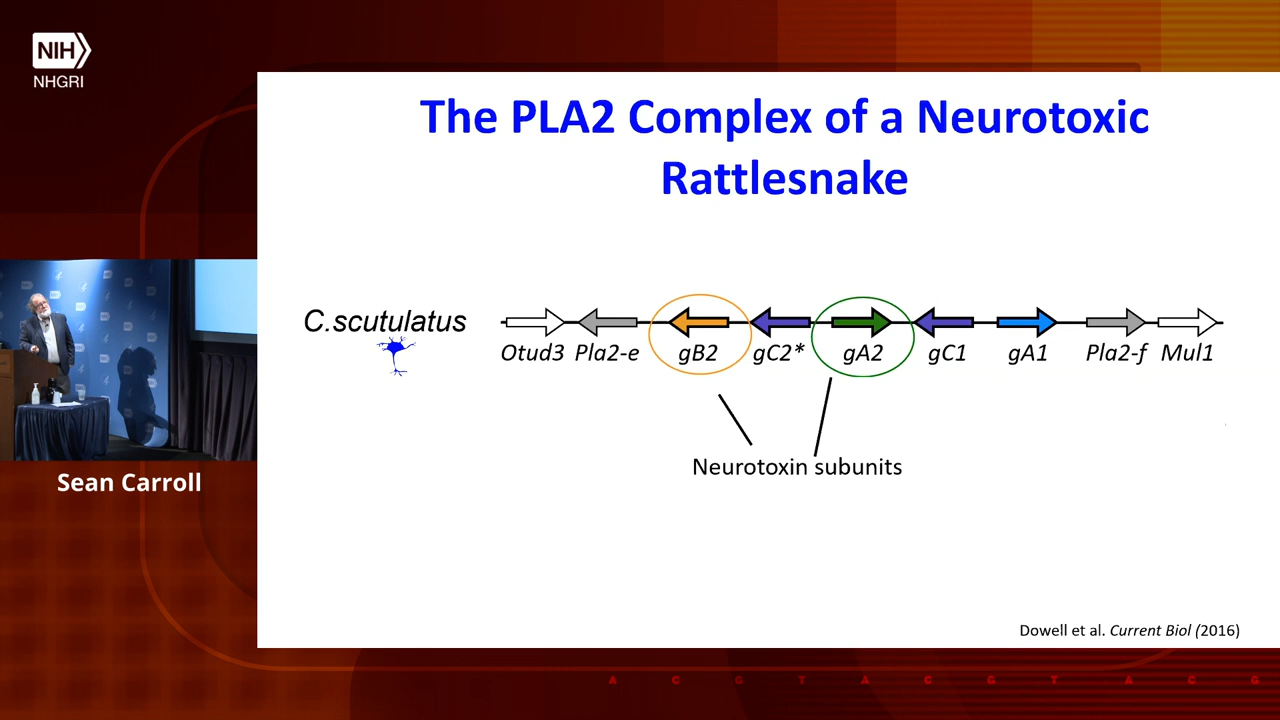 NIH
NHGRI
The PLA2 Complex of a Neurotoxic
Rattlesnake
C.scutulatus
Otud3 Pla2-e gB2 gC2* gA2 gC1 gA1 Pla2-f Mul1
Neurotoxin subunits
Sean Carroll
Dowell et al. Current Biol (2016)
A C G T A C G T A C G